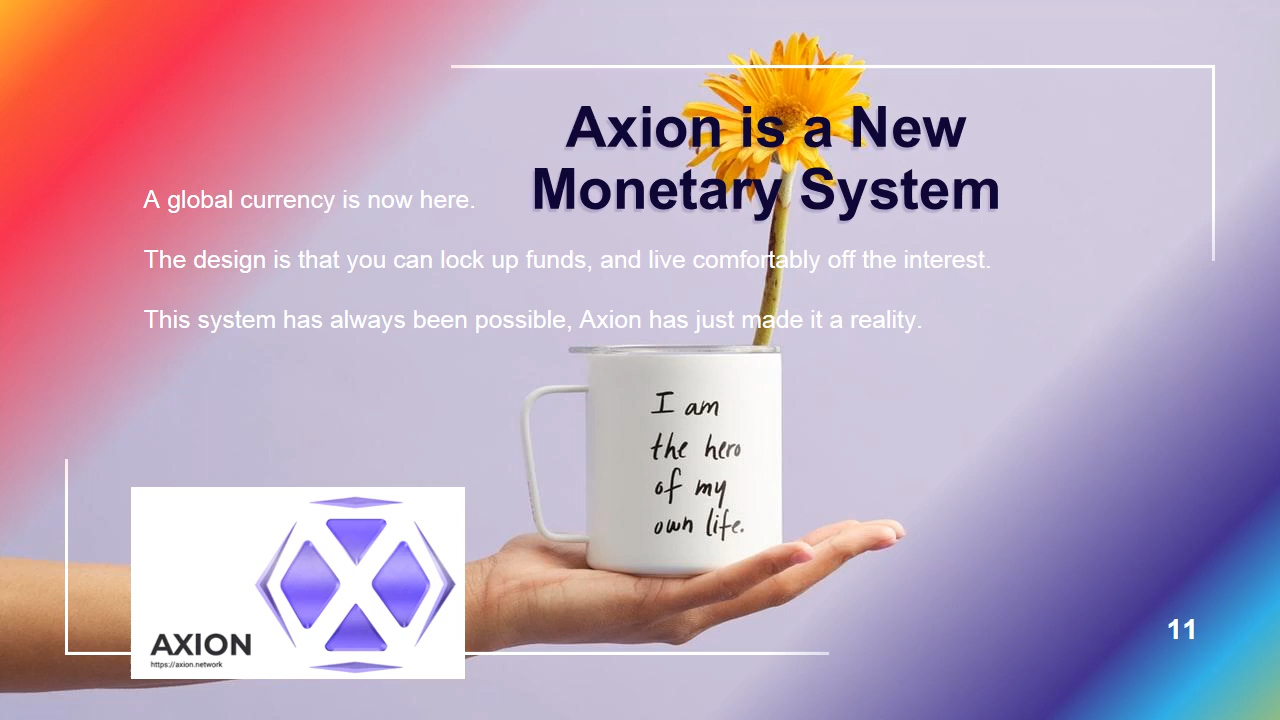 Axion is a New
Monetary System
A global currency is now here.
The design is that you can lock up funds, and live comfortably off the interest.
This system has always been possible, Axion has just made it a reality.
I am
the hero
of my
own life.
AXION
https://axion.network
11